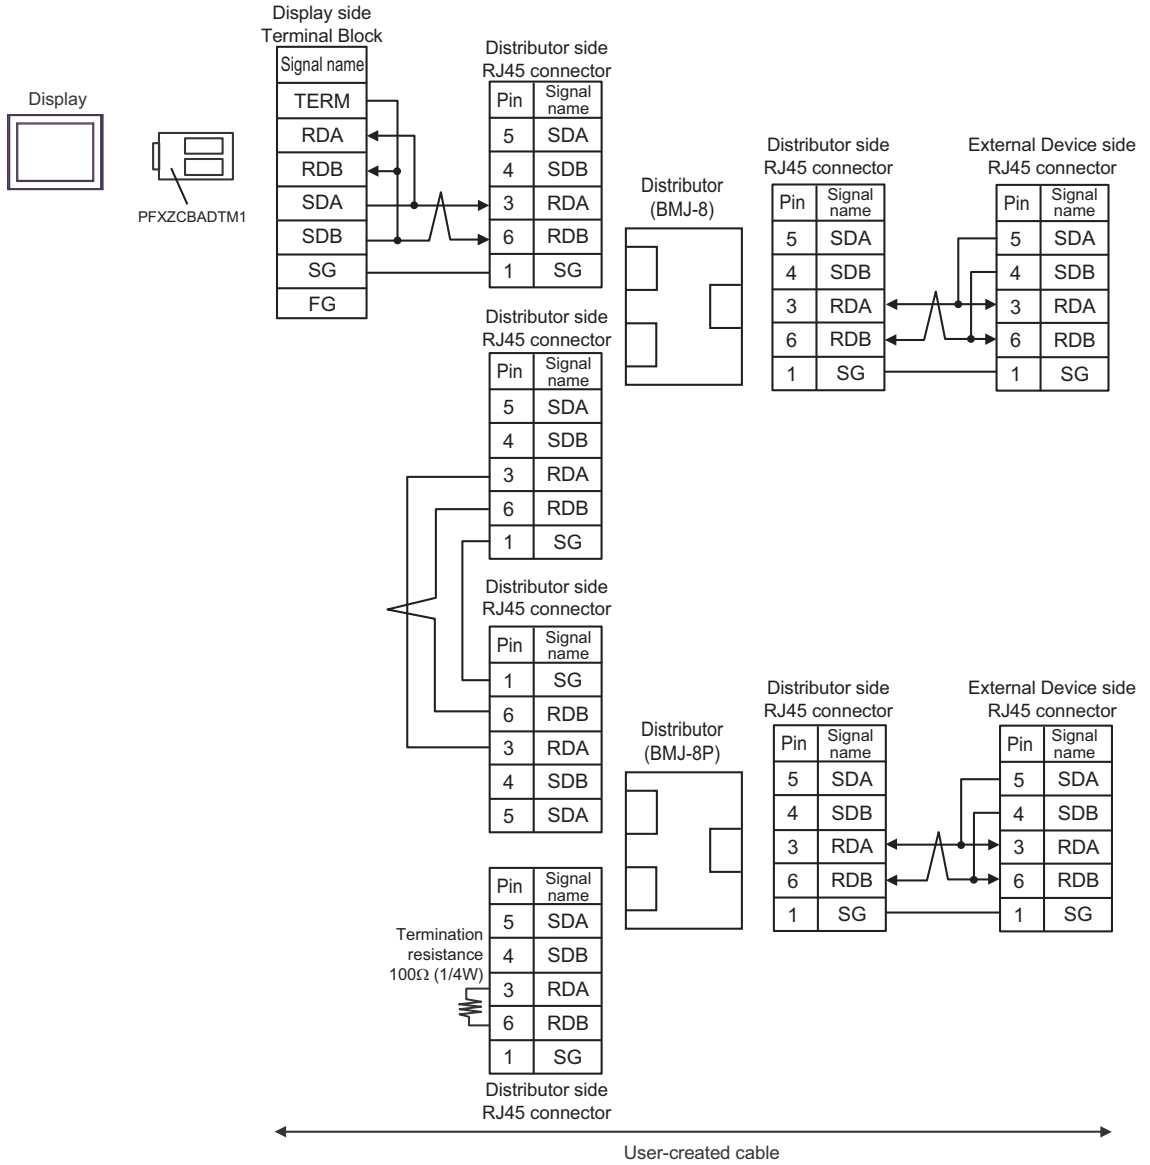 Display side
Terminal Block
Signal name
TERM
RDA
RDB
SDA
SDB
SG
FG
Display
PFXZCBADTM1
Distributor side
RJ45 connector
Pin Signal name
5 SDA
4 SDB
3 RDA
6 RDB
1 SG
Distributor
(BMJ-8)
Distributor side
RJ45 connector
Pin Signal name
5 SDA
4 SDB
3 RDA
6 RDB
1 SG
External Device side
RJ45 connector
Pin Signal name
5 SDA
4 SDB
3 RDA
6 RDB
1 SG
Distributor side
RJ45 connector
Pin Signal name
5 SDA
4 SDB
3 RDA
6 RDB
1 SG
Distributor side
RJ45 connector
Pin Signal name
1 SG
6 RDB
3 RDA
4 SDB
5 SDA
Distributor
(BMJ-8P)
Distributor side
RJ45 connector
Pin Signal name
5 SDA
4 SDB
3 RDA
6 RDB
1 SG
External Device side
RJ45 connector
Pin Signal name
5 SDA
4 SDB
3 RDA
6 RDB
1 SG
Termination
resistance
100Ω (1/4W)
Pin Signal name
5 SDA
4 SDB
3 RDA
6 RDB
1 SG
Distributor side
RJ45 connector
User-created cable